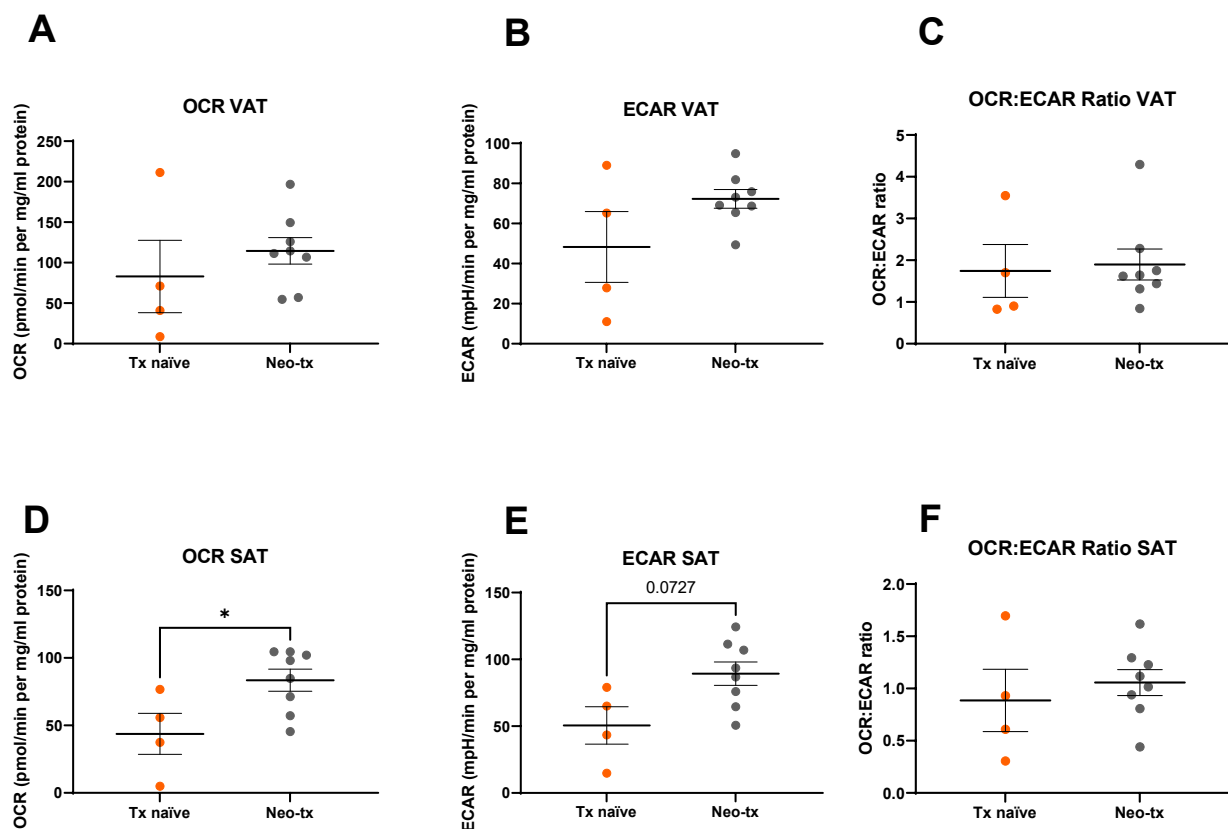 A
OCR VAT
OCR (pmol/min per mg/ml protein)
250
200
150
100
50
0
Tx naïve
Neo-tx
B
ECAR VAT
ECAR (mpH/min per mg/ml protein)
100
80
60
40
20
0
Tx naïve
Neo-tx
C
OCR:ECAR Ratio VAT
OCR:ECAR ratio
5
4
3
2
1
0
Tx naïve
Neo-tx
D
OCR SAT
OCR (pmol/min per mg/ml protein)
150
100
50
0
*
Tx naïve
Neo-tx
E
ECAR SAT
ECAR (mpH/min per mg/ml protein)
150
100
50
0
0.0727
Tx naïve
Neo-tx
F
OCR:ECAR Ratio SAT
OCR:ECAR ratio
2.0
1.5
1.0
0.5
0.0
Tx naïve
Neo-tx